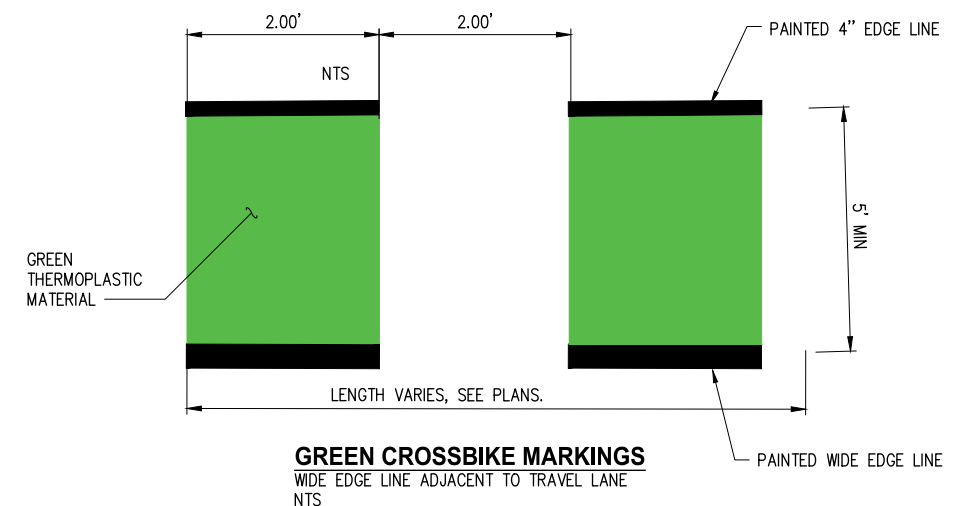 2.00'
2.00'
PAINTED 4" EDGE LINE
NTS
5' MIN
GREEN
THERMOPLASTIC
MATERIAL
LENGTH VARIES, SEE PLANS.
GREEN CROSSBIKE MARKINGS
WIDE EDGE LINE ADJACENT TO TRAVEL LANE
NTS
PAINTED WIDE EDGE LINE